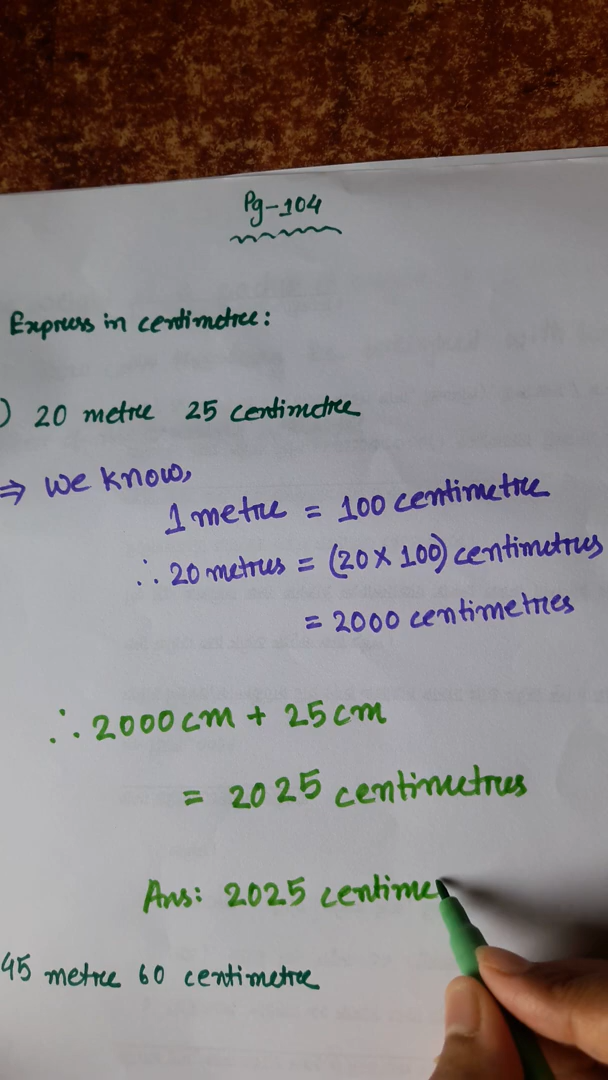 Pg-104
Express in centimetre:
) 20 metre 25 centimetre
⇒ We know,
1 metre = 100 centimetre
∴ 20 metres = (20 × 100) centimetres
= 2000 centimetres
∴ 2000 cm + 25 cm
= 2025 centimetres
Ans: 2025 centime
45 metre 60 centimetre